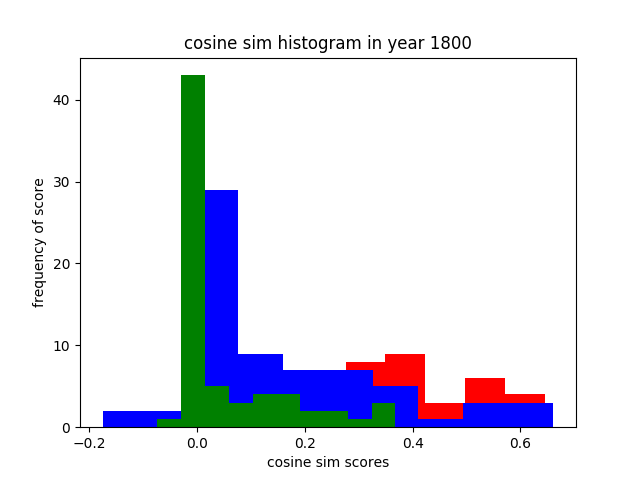 cosine sim histogram in year 1800
frequency of score
40
30
20
10
0
−0.2 0.0 0.2 0.4 0.6
cosine sim scores